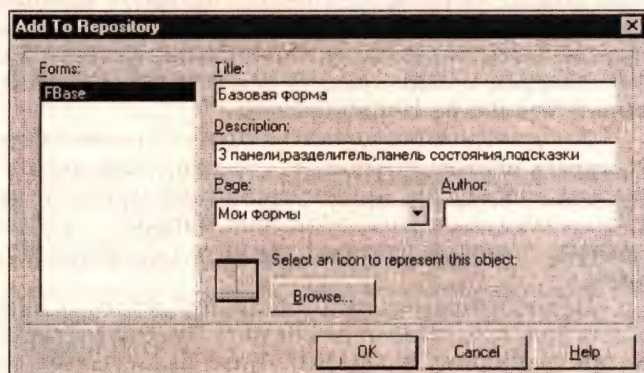 Add To Repository
Forms:
FBase
Title:
Базовая форма
Description:
3 панели,разделитель,панель состояния,подсказки
Page:
Author:
Мои формы
Select an icon to represent this object:
Browse...
OK
Cancel
Help